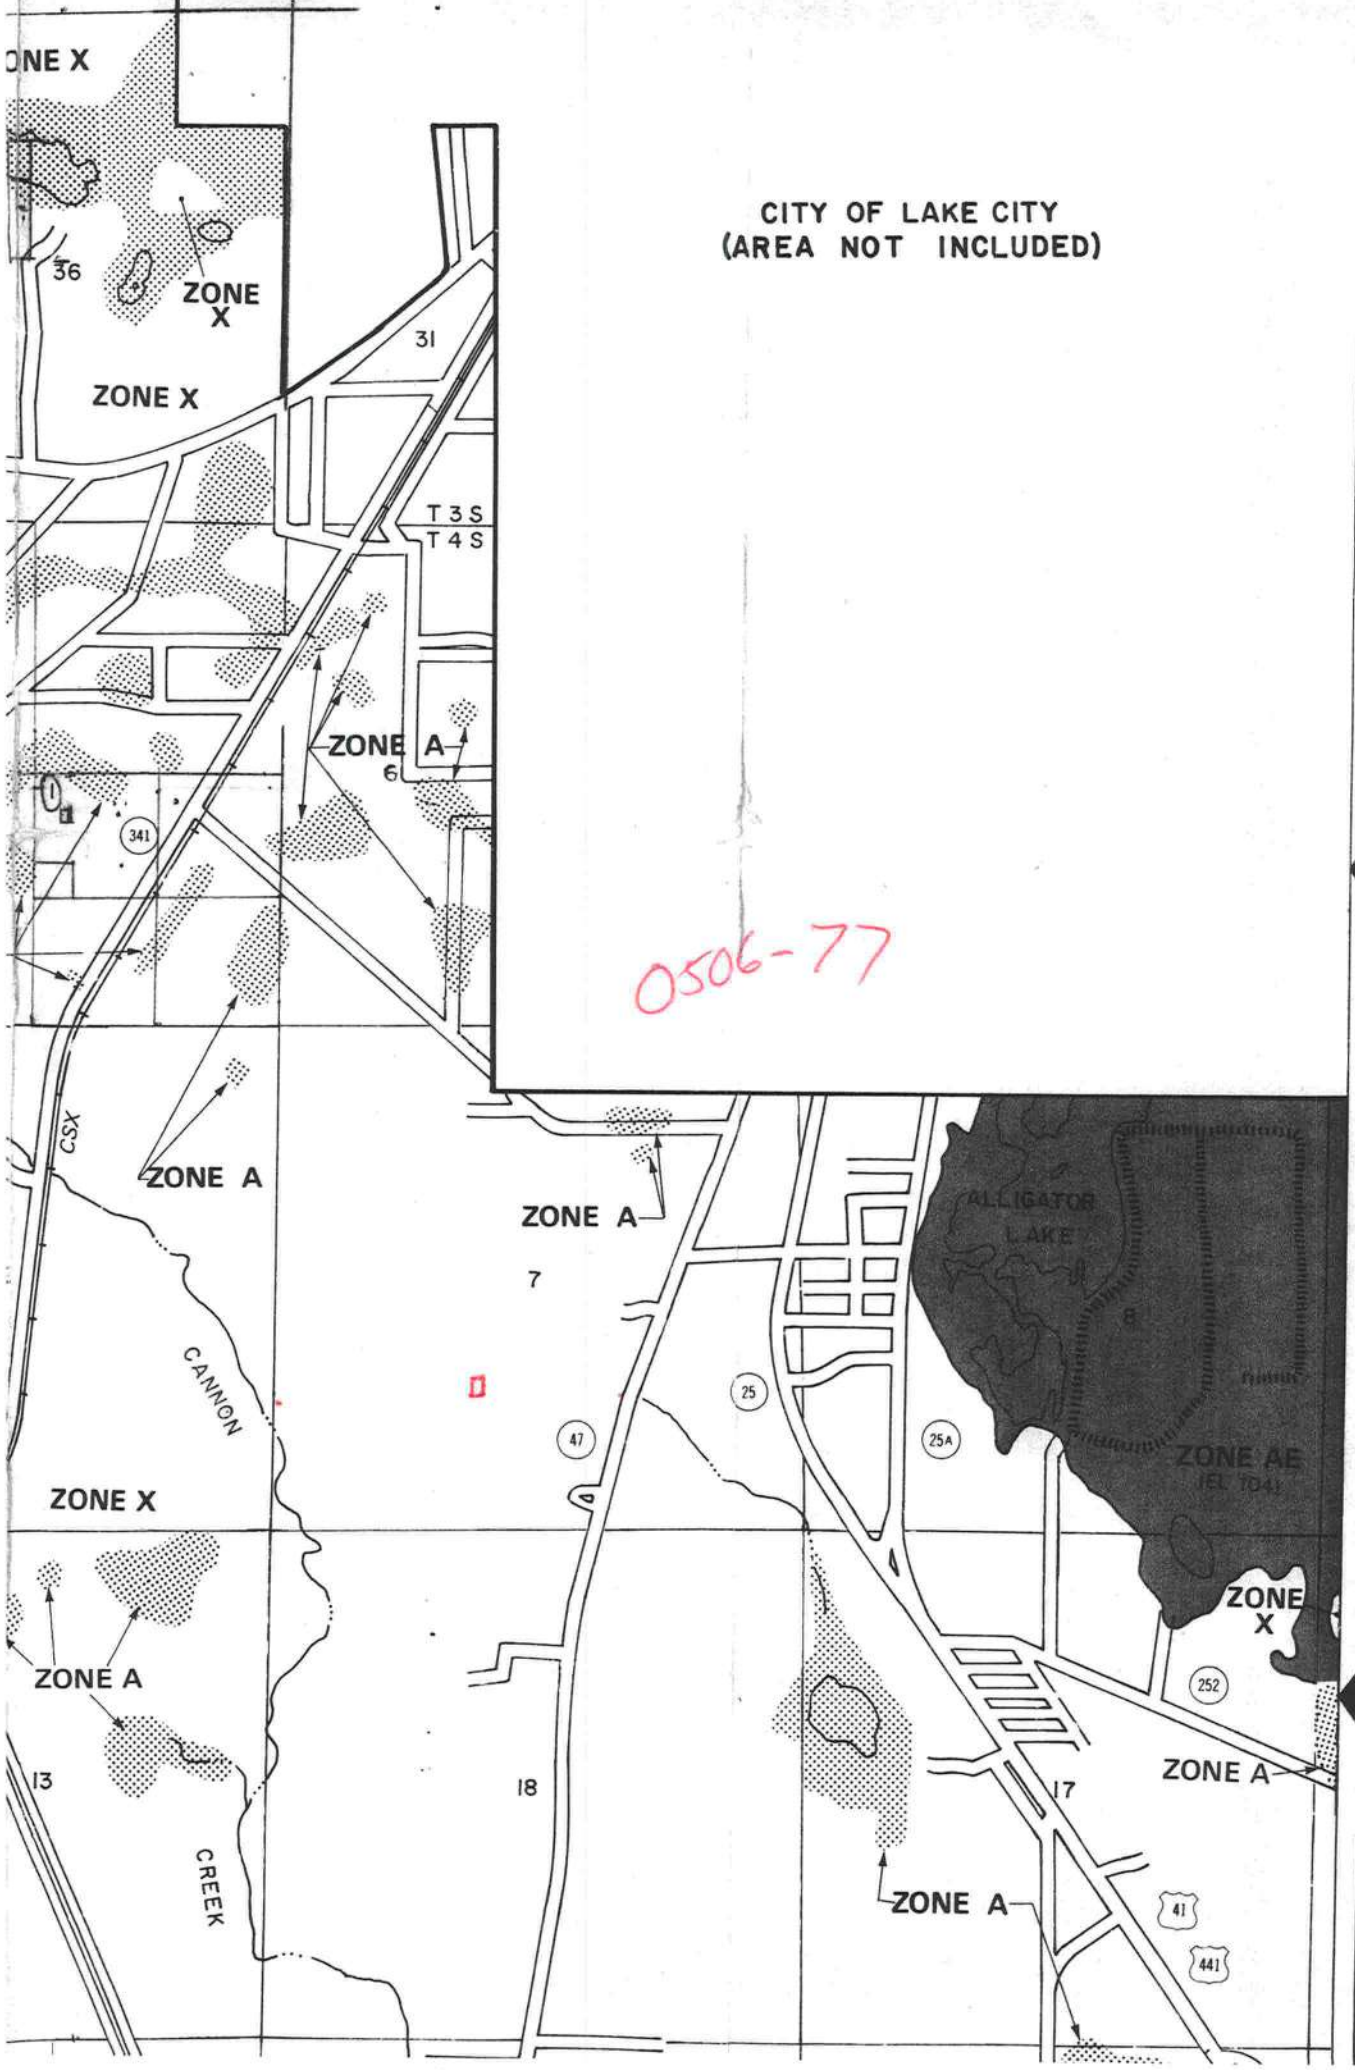 ONE X
CITY OF LAKE CITY
(AREA NOT INCLUDED)
36
ZONE
X
31
ZONE X
T 3 S
T 4 S
ZONE A
6
1
341
0506-77
CSX
ZONE A
ZONE A
ALLIGATOR
LAKE
7
8
CANNON
47
25
25A
ZONE AE
(EL 104)
ZONE X
ZONE
X
ZONE A
252
13
18
17
ZONE A
CREEK
ZONE A
41
441